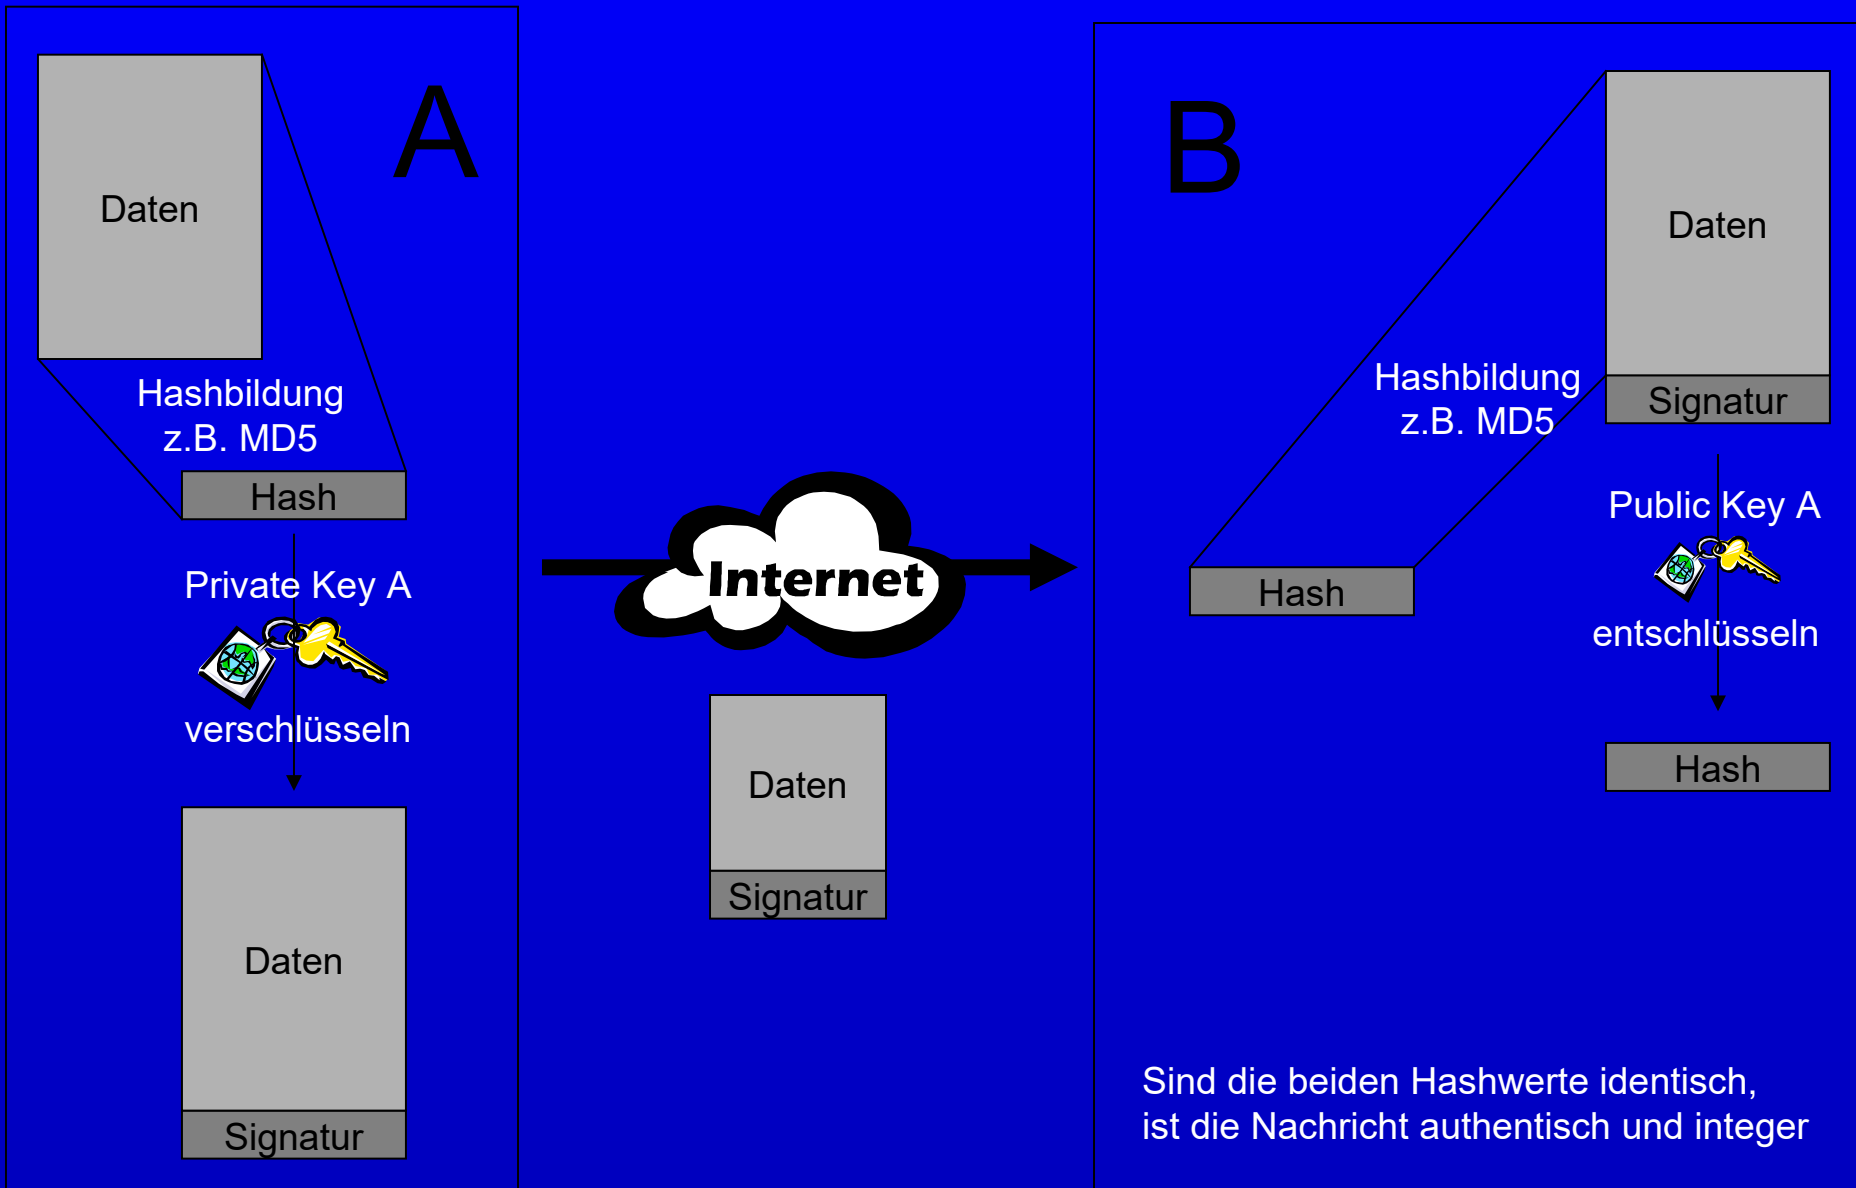 A
Daten
Hashbildung
z.B. MD5
Hash
Private Key A
verschlüsseln
Daten
Signatur
Internet
Daten
Signatur
B
Daten
Signatur
Hashbildung
z.B. MD5
Hash
Public Key A
entschlüsseln
Hash
Sind die beiden Hashwerte identisch,
ist die Nachricht authentisch und integer